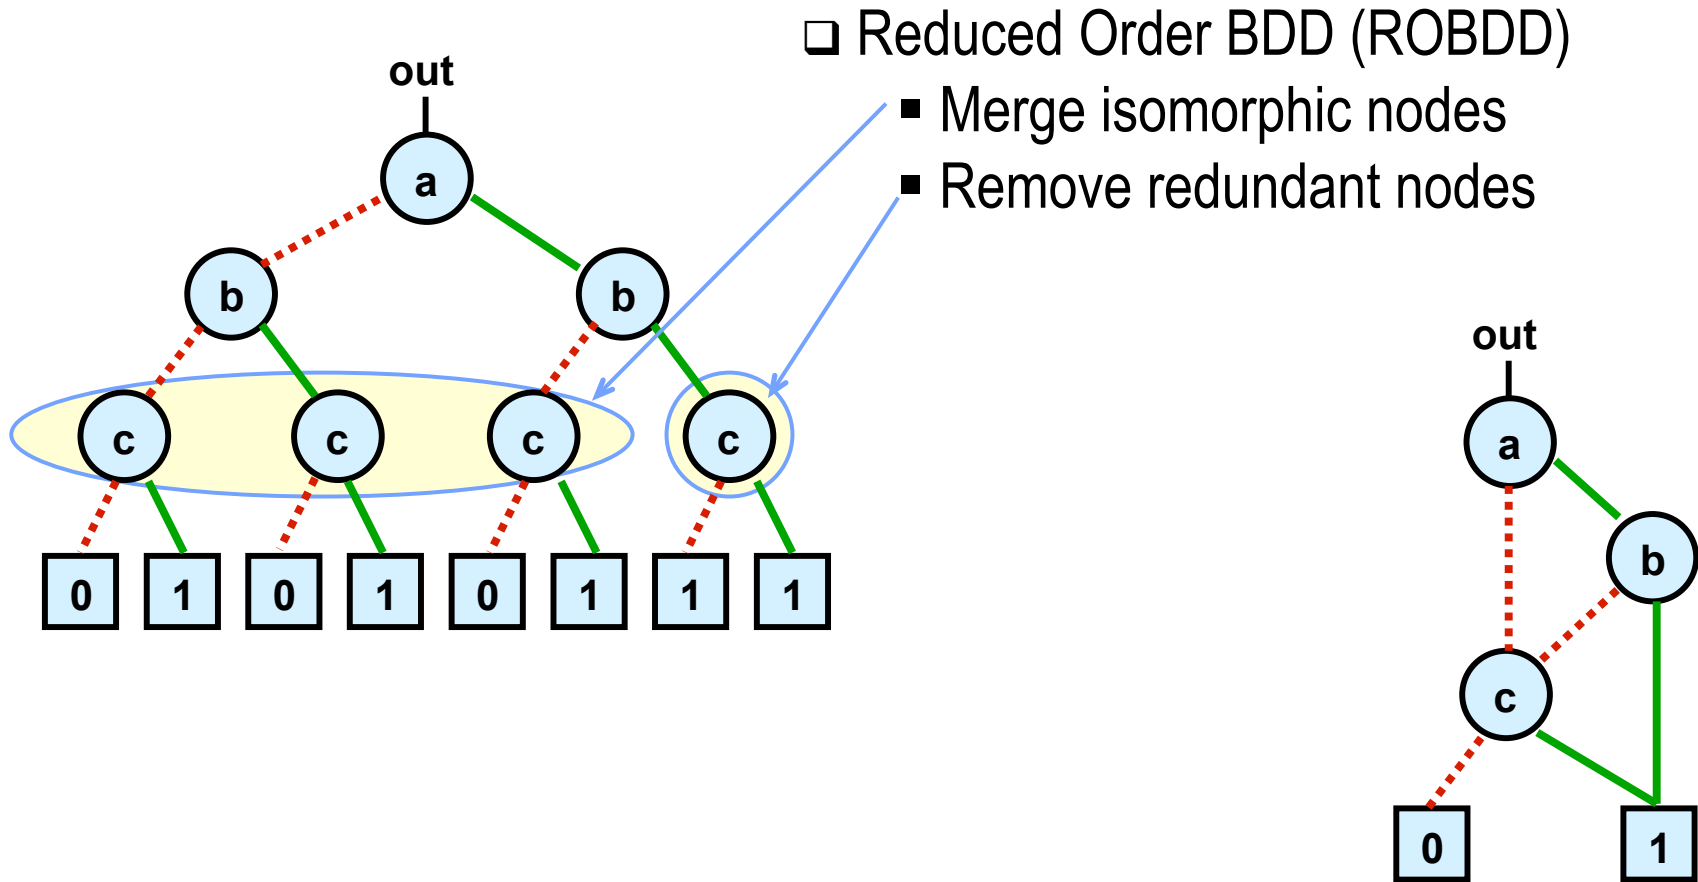 ❑ Reduced Order BDD (ROBDD)
▪ Merge isomorphic nodes
▪ Remove redundant nodes
out
a
b b
c c c c
0 1 0 1 0 1 1 1
out
a
b
c
0 1